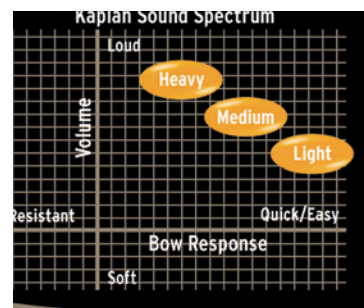 Kaplan Sound Spectrum
Loud
Heavy
Medium
Light
Volume
Resistant
Quick/Easy
Bow Response
Soft